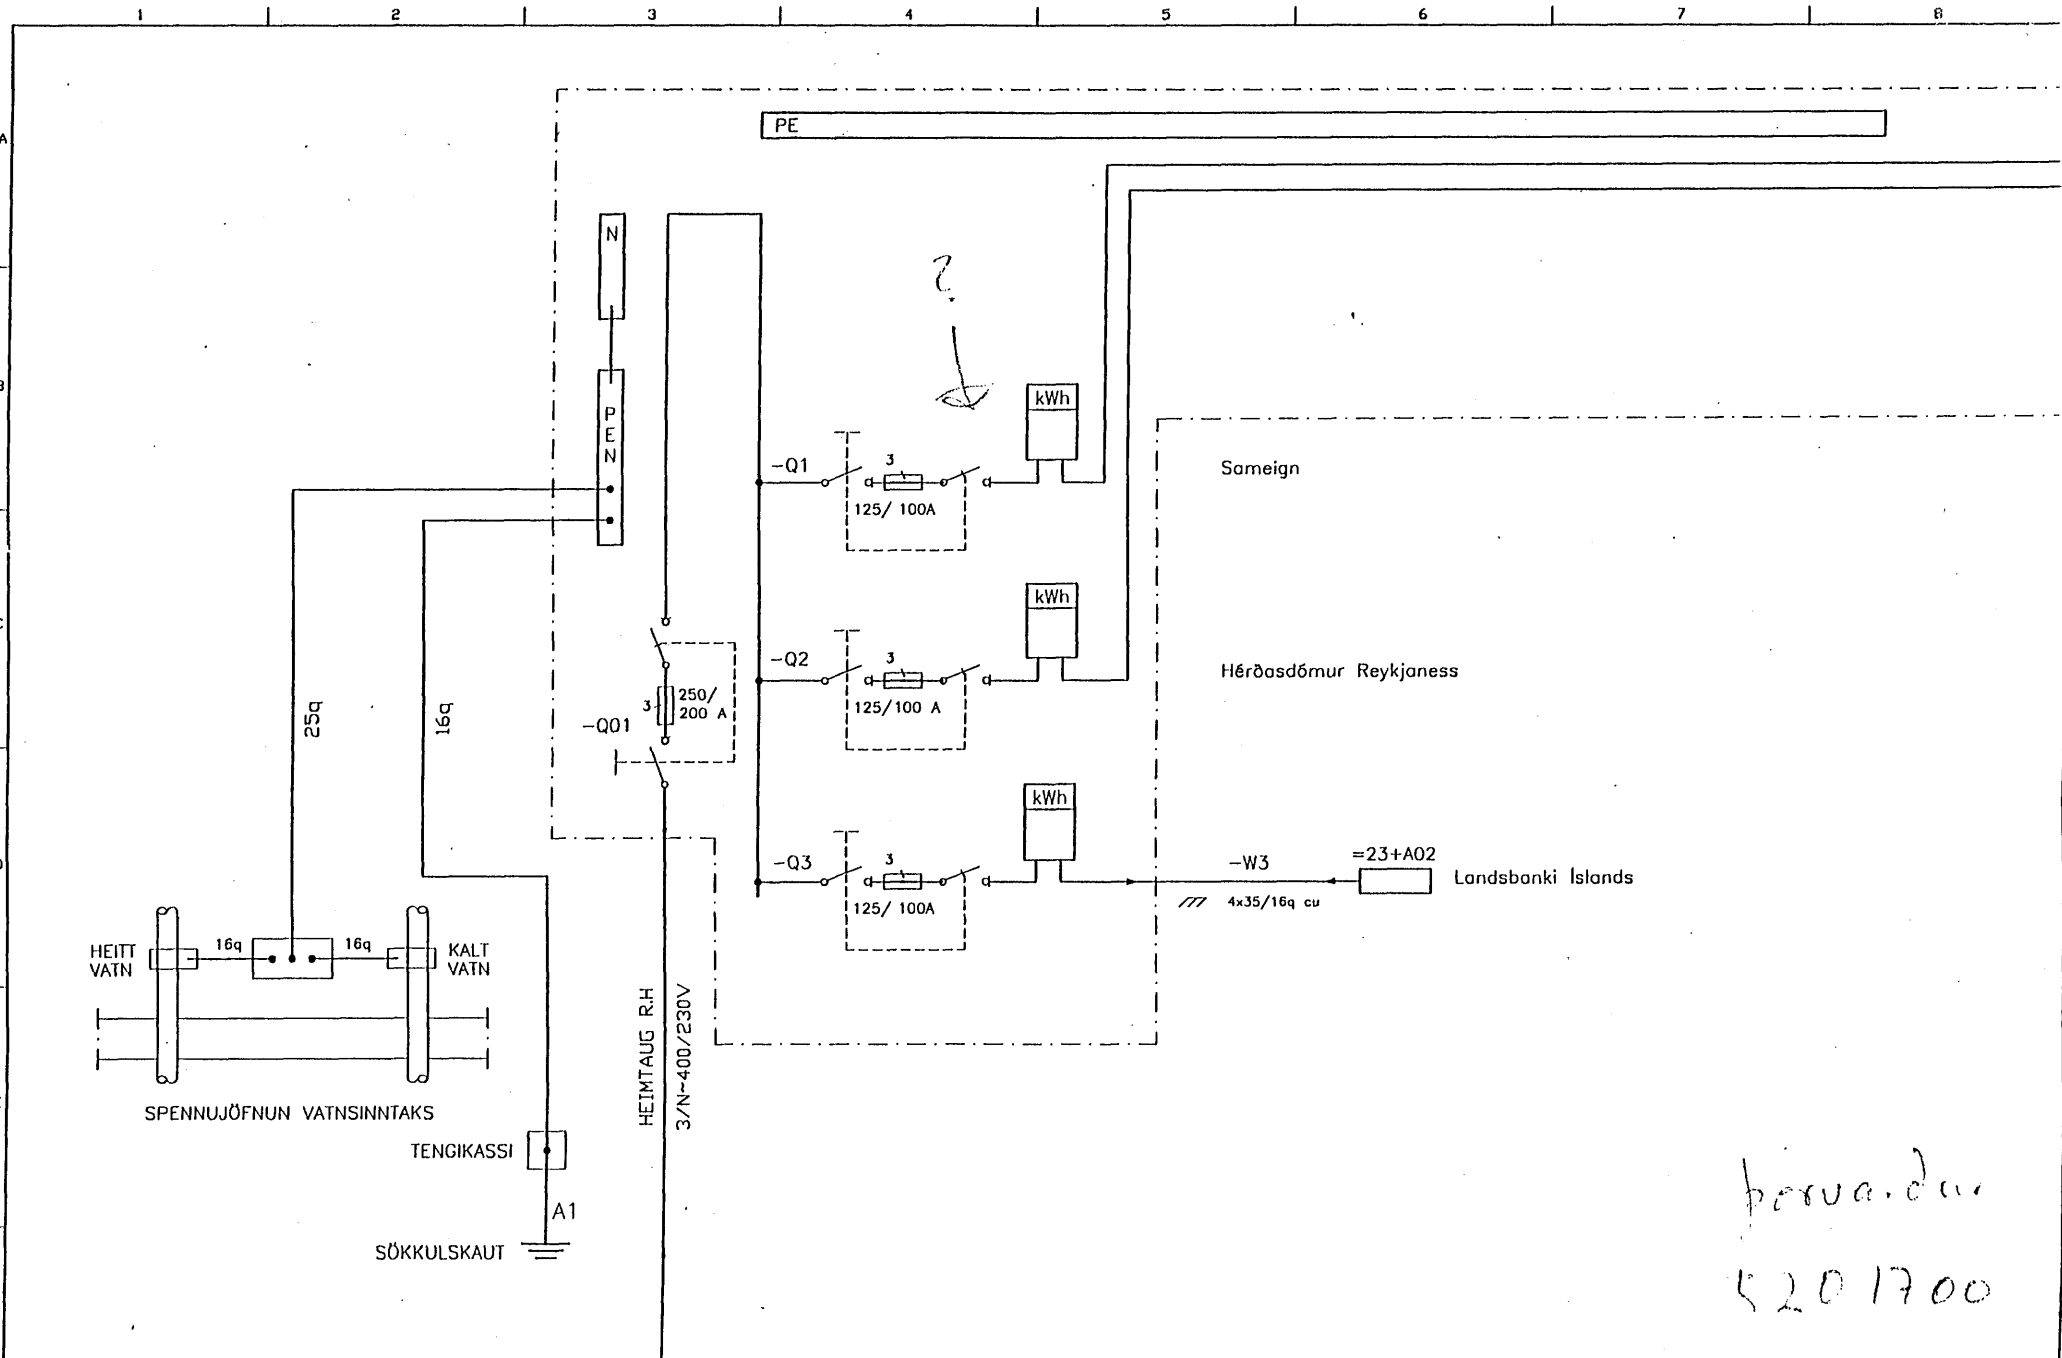 1 2 3 4 5 6 7 8
A
PE
N
?
B
kWh
PEN
-Q1
3
125/ 100A
Sameign
C
kWh
-Q2
3
125/100 A
Hérðasdómur Reykjaness
25q
16q
-Q01
3
250/
200 A
kWh
D
-Q3
3
125/ 100A
-W3
4x35/16q cu
=23+A02
Landsbanki Islands
HEITT
VATN
16q
16q
KALT
VATN
HEIMTAUG R.H
3/N~400/230V
SPENNUJÖFNUN VATNSINNTAKS
TENGIKASSI
A1
SÖKKULSKAUT
5201700